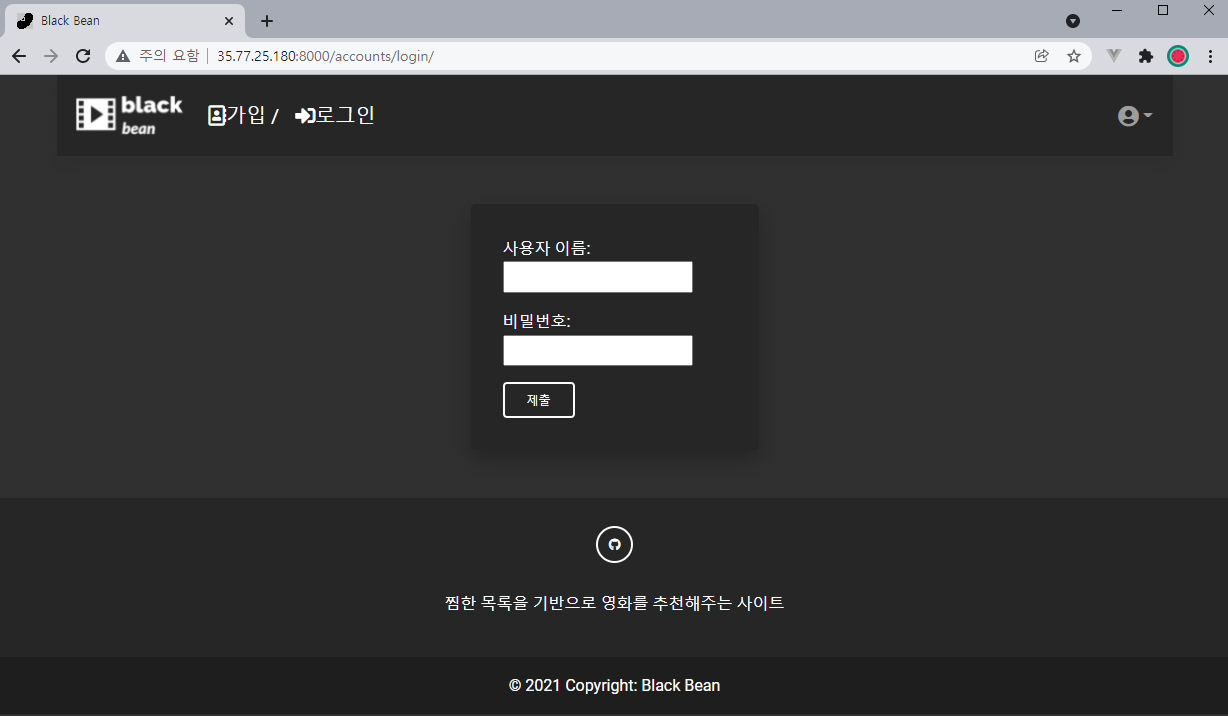 Black Bean
주의 요함 35.77.25.180:8000/accounts/login/
black
bean
가입 / 로그인
사용자 이름:
비밀번호:
제출
찜한 목록을 기반으로 영화를 추천해주는 사이트
© 2021 Copyright: Black Bean